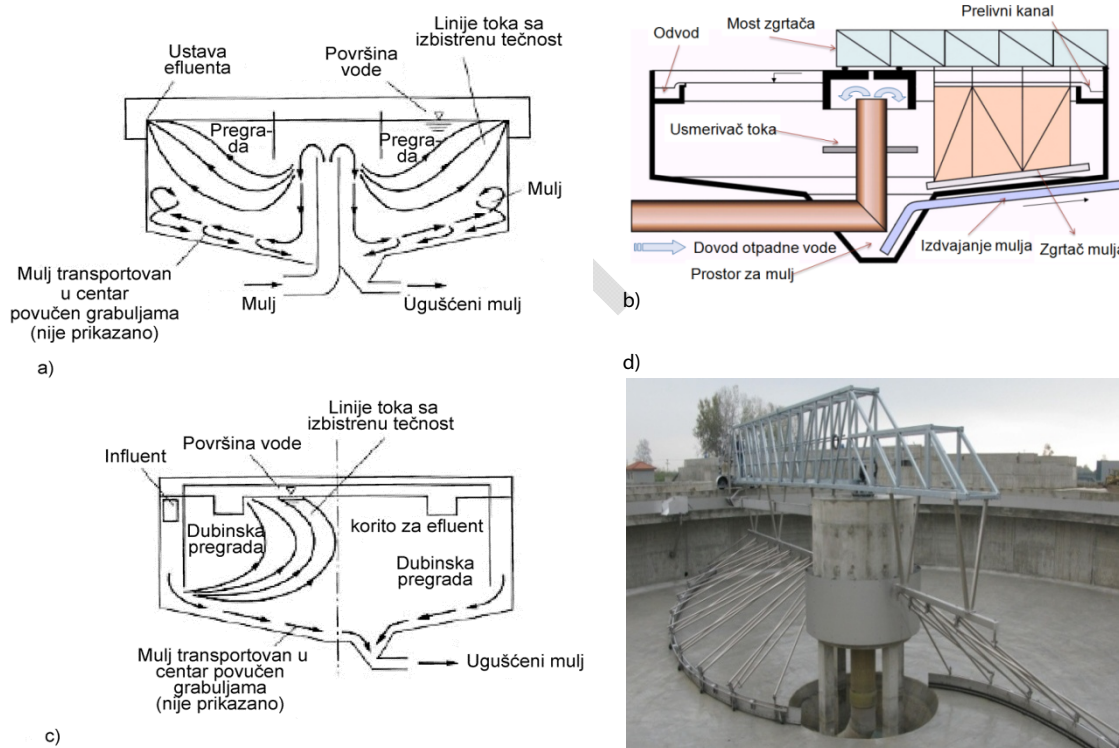 Ustava
efluenta
Površina
vode
Linije toka sa
izbistrenu tečnost
Pregra-
da
Pregra-
da
Mulj
Mulj transportovan
u centar
povučen grabuljama
(nije prikazano)
Mulj
Ugušćeni mulj
a)
Odvod
Most zgrtača
Prelivni kanal
Usmerivač toka
Dovod otpadne vode
Prostor za mulj
Izdvajanje mulja
Zgrtač mulja
b)
Influent
Površina vode
Linije toka sa
izbistrenu tečnost
Dubinska
pregrada
korito za efluent
Dubinska
pregrada
Mulj transportovan u
centar povučen
grabuljama
(nije prikazano)
Ugušćeni mulj
c)
d)